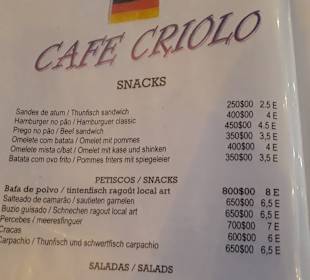 CAFE CRIOLO
SNACKS
Sandes de atum / Thunfisch sandwich 250$00 2.5 E
Hamburger no pão / Hamburguer classic 400$00 4 E
Prego no pão / Beef sandwich 450$00 4.5 E
Omelete com batata / Omelet mit pommes 350$00 3,5 E
Omelete mista c/bat / Omelet mit kase und shinken 400$00 4 E
Batata com ovo frito / Pommes friters mit spiegeleier 350$00 3,5 E
PETISCOS / SNACKS
Bafa de polvo / tintenfisch ragoût local art 800$00 8 E
Salteado de camarão / sautieten garnelen 650$00 6,5 E
Buzio guisado / Schnechen ragout local art 650$00 6,5 E
Percebes / meeresfinguer 700$00 7 E
Cracas 600$00 6 E
Carpachio / Thunfisch und schwertfisch carpachio 650$00 6,5 E
SALADAS / SALADS